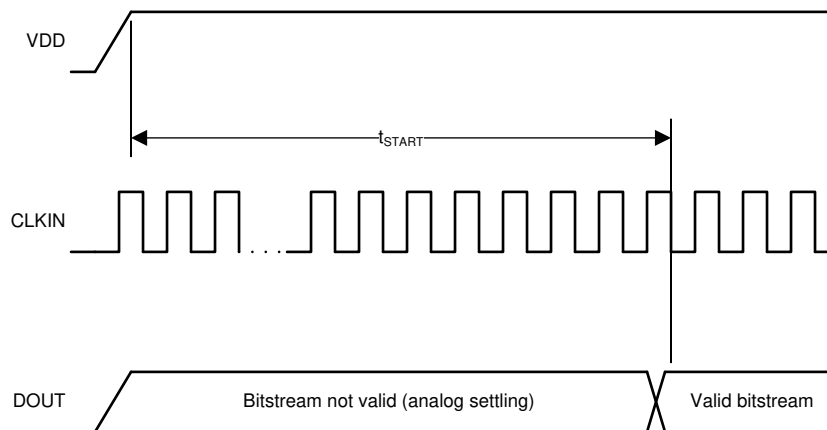 VDD
tSTART
CLKIN
. . .
DOUT
Bitstream not valid (analog settling)
Valid bitstream